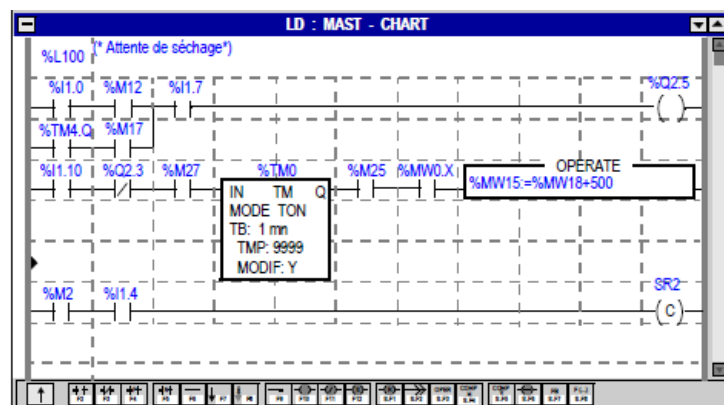 LD : MAST - CHART
%L100 (* Attente de séchage*)
%I1.0 %M12 %I1.7 %Q2.5
( )
%TM4.Q %M17
%I1.10 %Q2.3 %M27 %TM0 %M25 %MW0.X OPERATE
%MW15:=%MW18+500
IN TM Q
MODE TON
TB: 1 mn
TMP: 9999
MODIF: Y
%M2 %I1.4 SR2
(C)